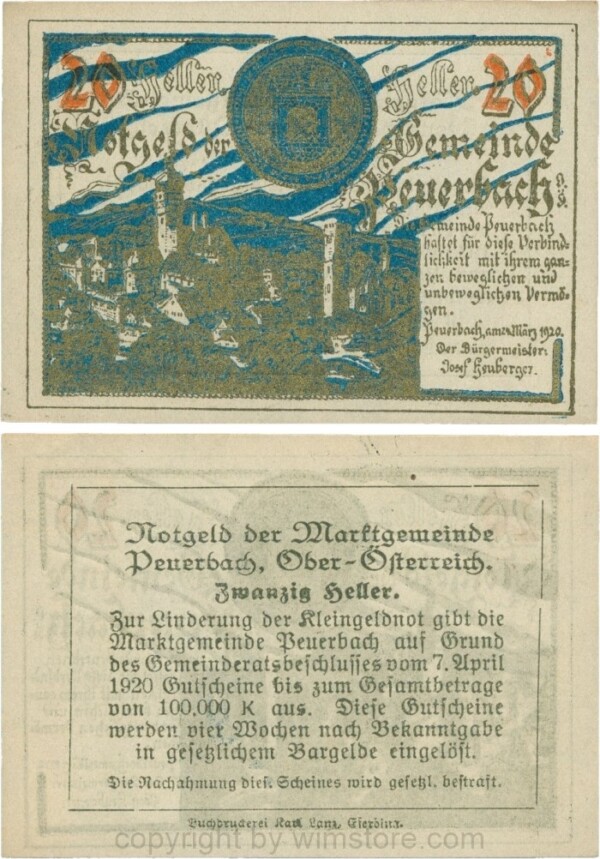 20 Heller. Heller. 20
Notgeld der Gemeinde
Peuerbach O.Ö.
Gemeinde Peuerbach
haftet für diese Verbind-
lichkeit mit ihrem gan-
zen beweglichen und
unbeweglichen Vermö-
gen.
Peuerbach, am März 1920.
Der Bürgermeister:
Josef Heuberger.
Notgeld der Marktgemeinde
Peuerbach, Ober-Österreich.
Zwanzig Heller.
Zur Linderung der Kleingeldnot gibt die
Marktgemeinde Peuerbach auf Grund
des Gemeinderatsbeschlusses vom 7. April
1920 Gutscheine bis zum Gesamtbetrage
von 100,000 K aus. Diese Gutscheine
werden vier Wochen nach Bekanntgabe
in gesetzlichem Bargelde eingelöst.
Die Nachahmung dies. Scheines wird gesetzl. bestraft.
Buchdruckerei Karl Lanz, Eferding.
copyright by wimstore.com